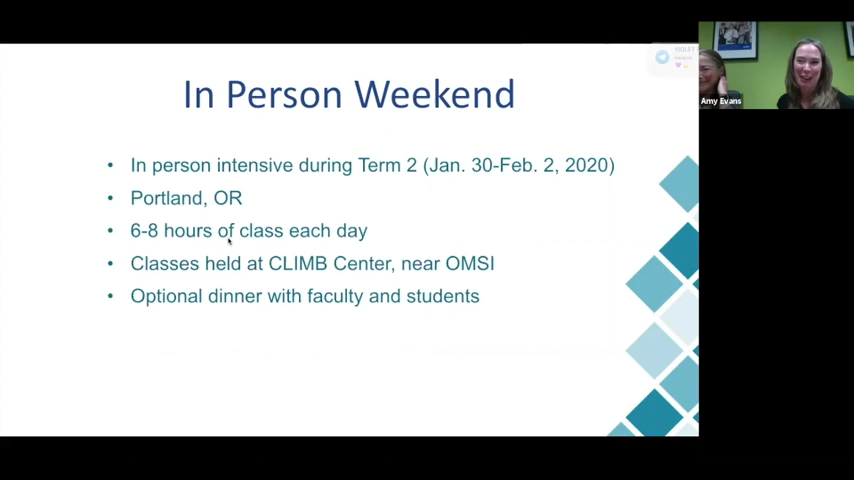 In Person Weekend
• In person intensive during Term 2 (Jan. 30-Feb. 2, 2020)
• Portland, OR
• 6-8 hours of class each day
• Classes held at CLIMB Center, near OMSI
• Optional dinner with faculty and students
Amy Evans